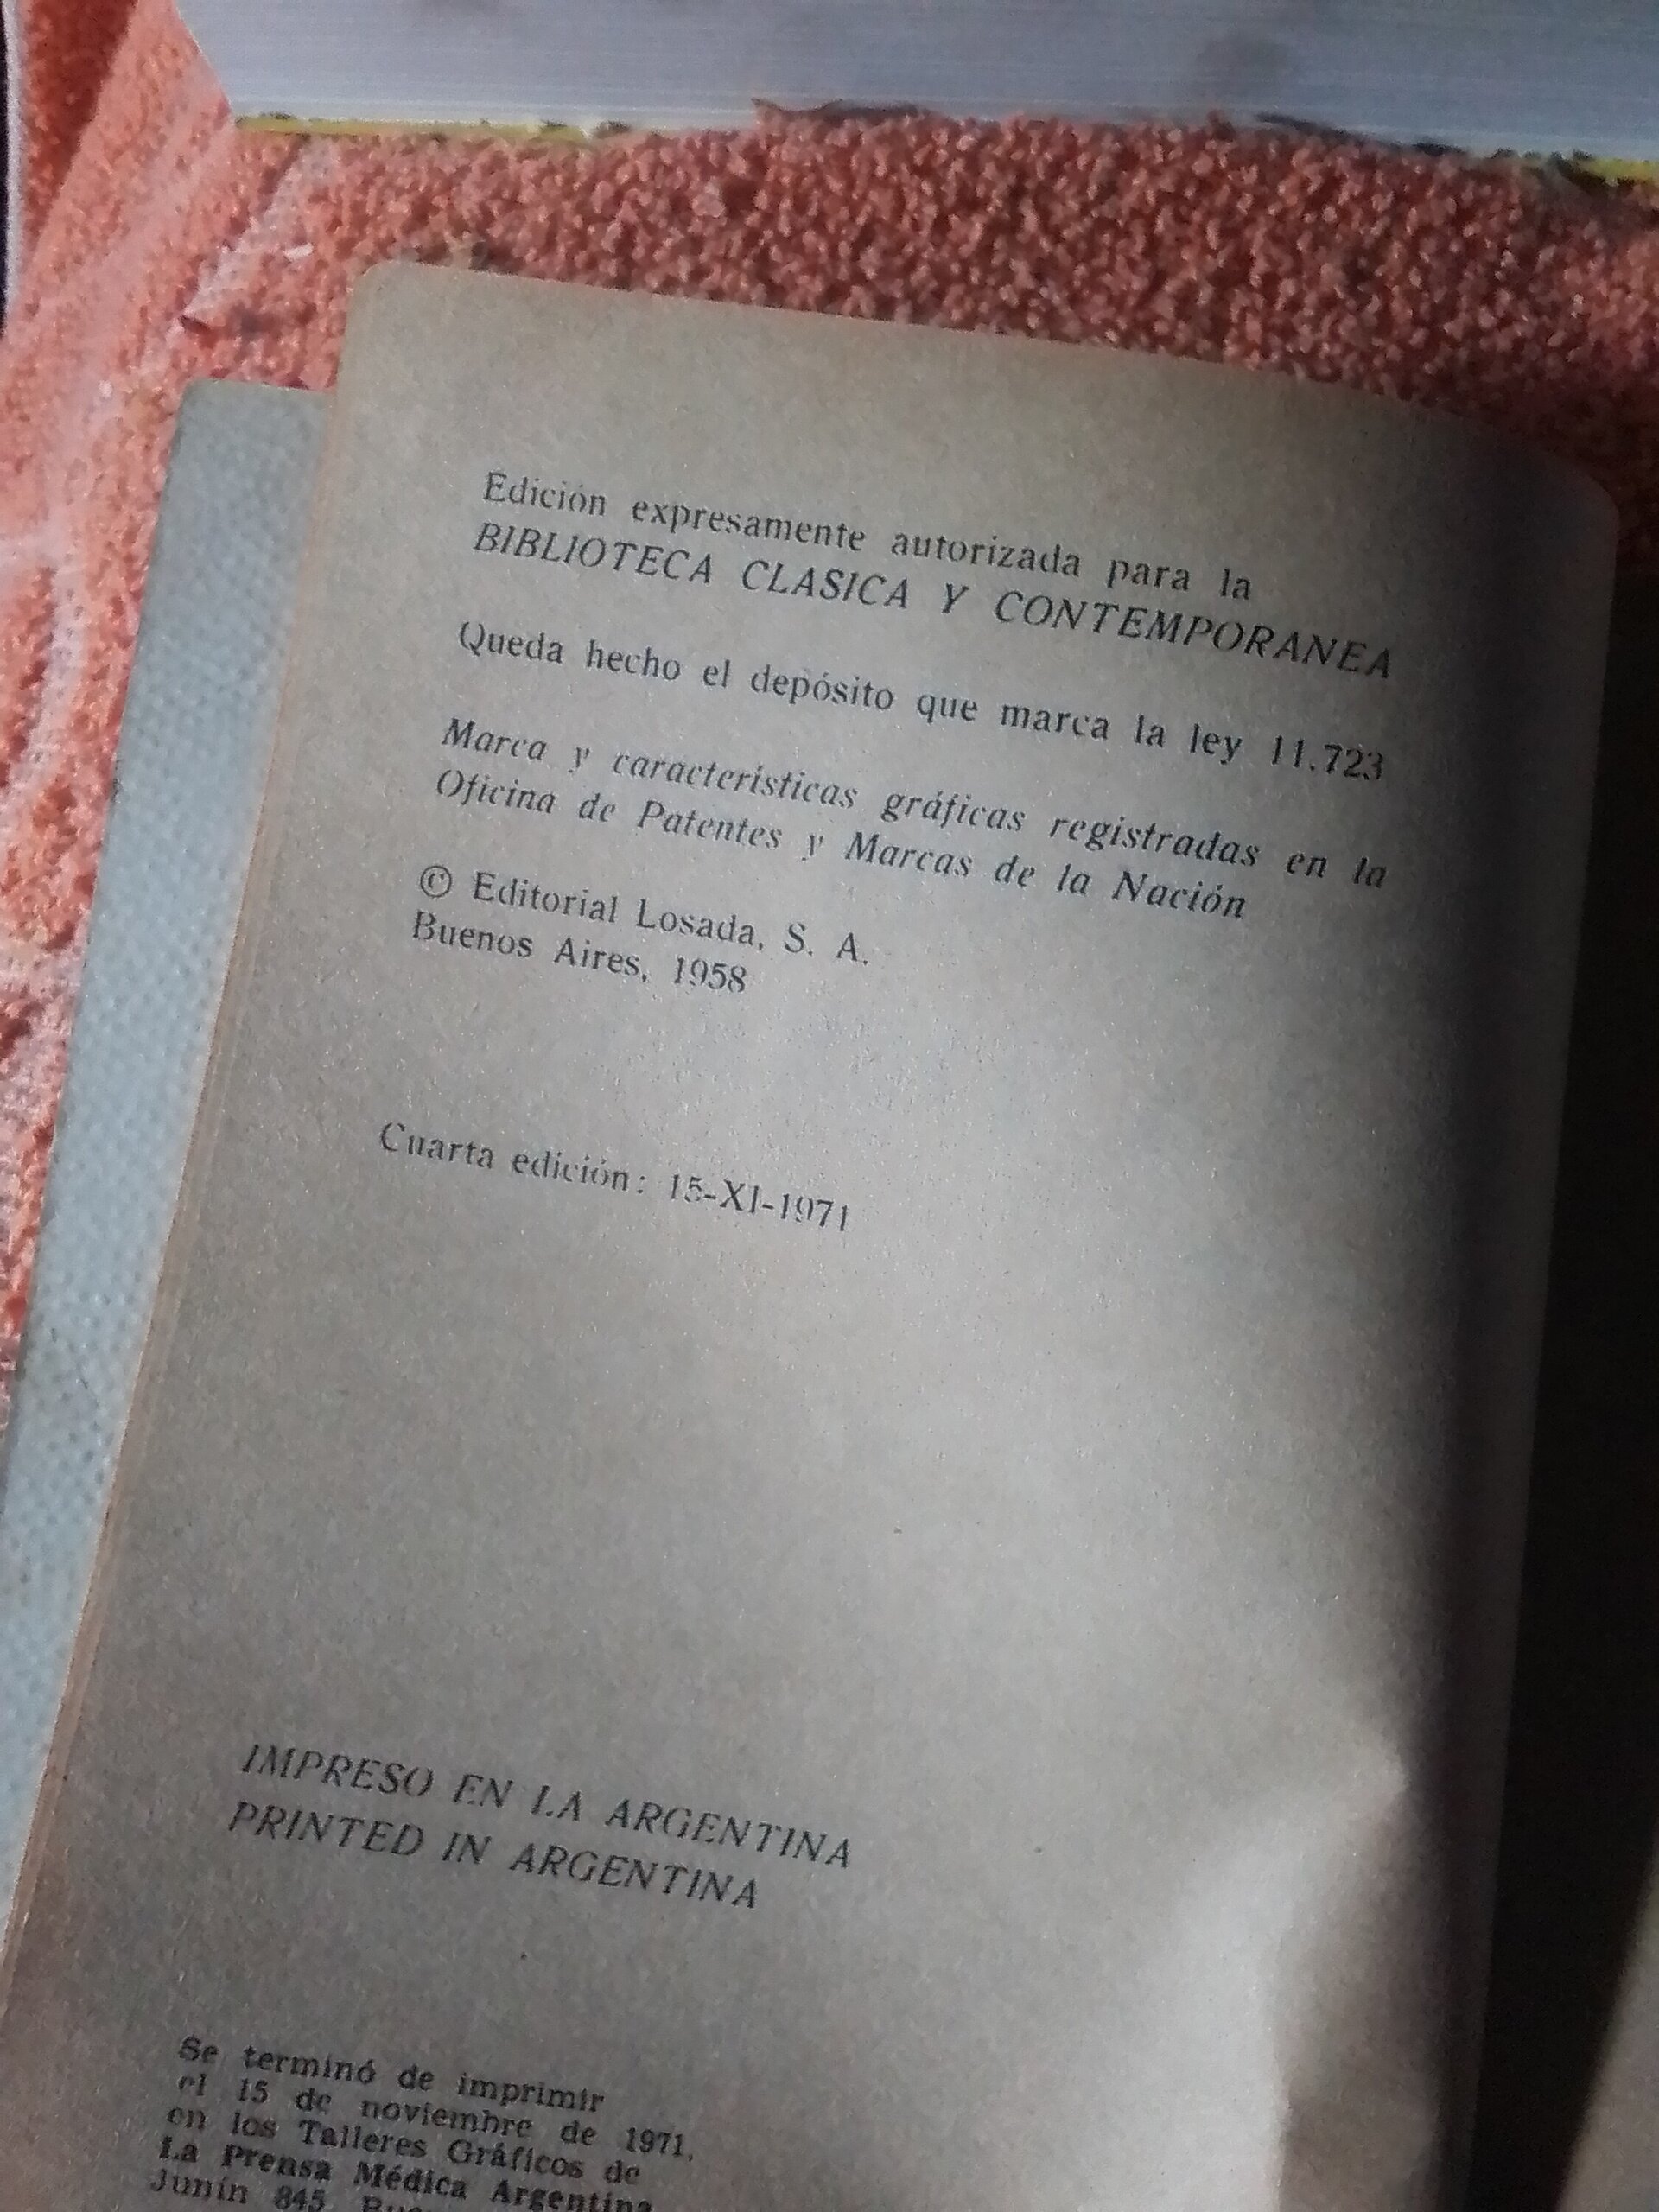 Edición expresamente autorizada para la
BIBLIOTECA CLASICA Y CONTEMPORANEA
Queda hecho el depósito que marca la ley 11.723
Marca y características gráficas registradas en la
Oficina de Patentes y Marcas de la Nación
© Editorial Losada, S. A.
Buenos Aires, 1958
Cuarta edición: 15-XI-1971
IMPRESO EN LA ARGENTINA
PRINTED IN ARGENTINA
Se terminó de imprimir
el 15 de noviembre de 1971,
en los Talleres Gráficos de
La Prensa Médica Argentina
Junín 845